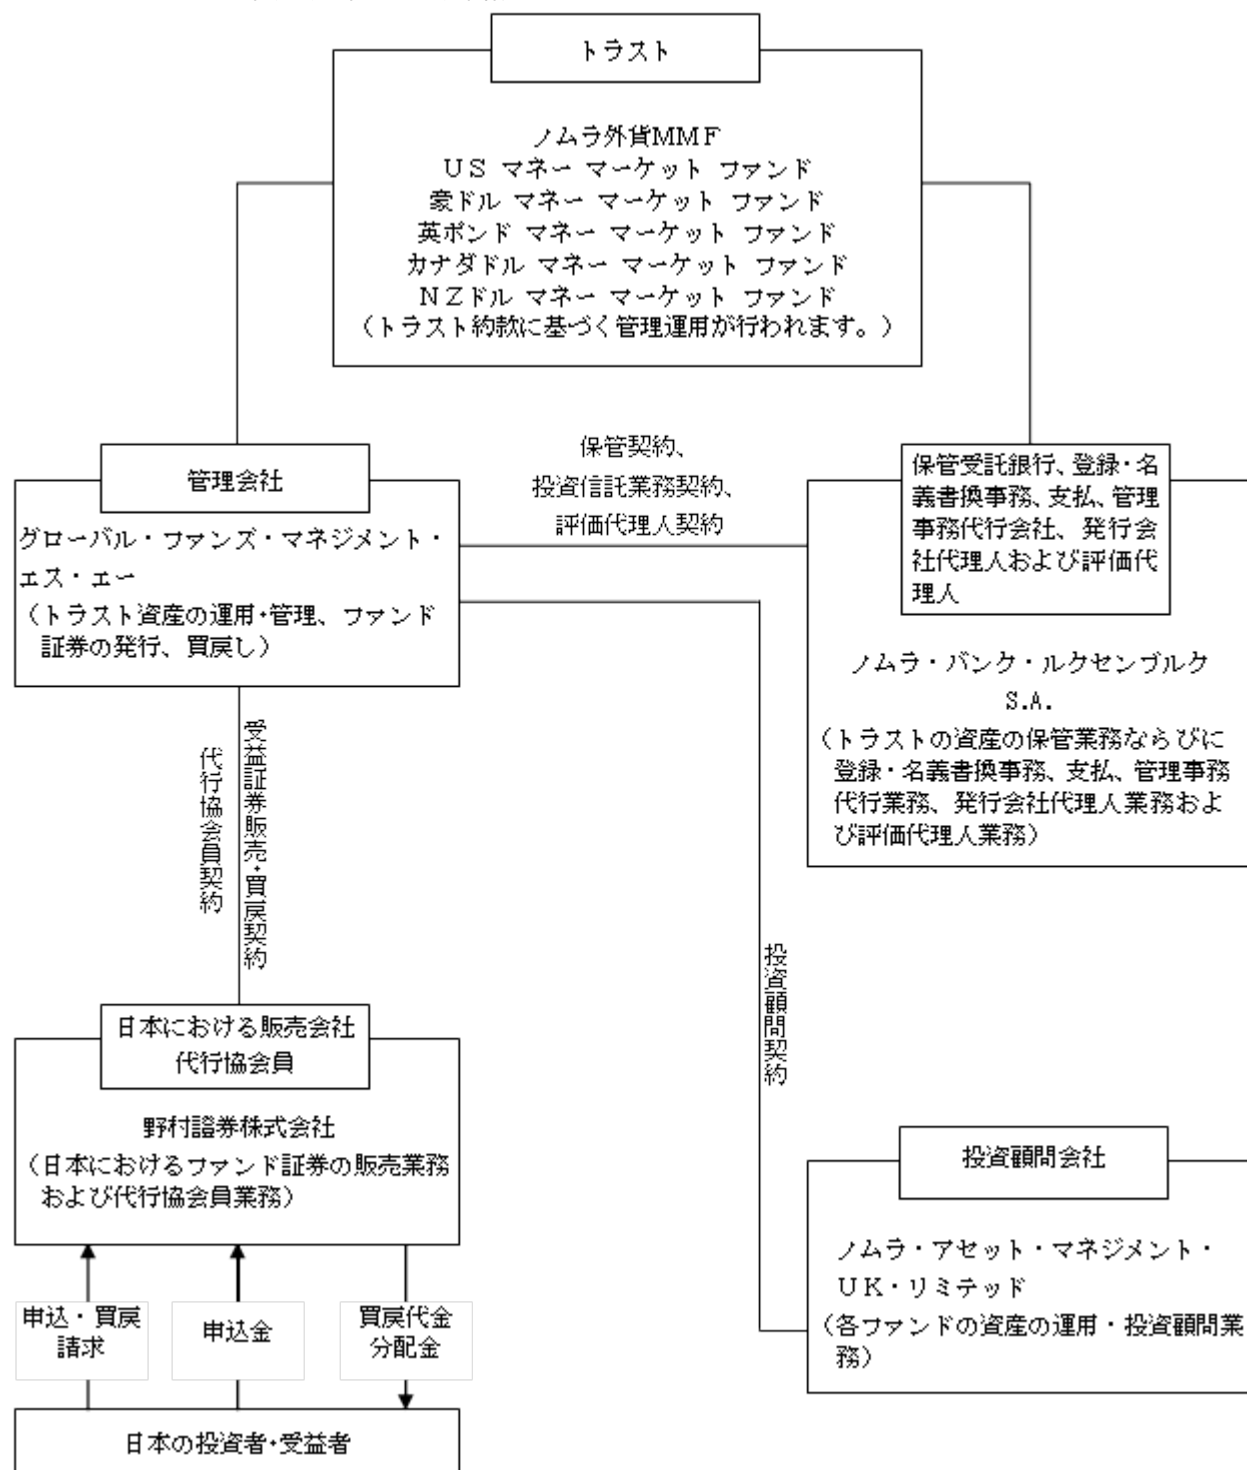 トラスト
ノムラ外貨MMF
US マネー マーケット ファンド
豪ドル マネー マーケット ファンド
英ポンド マネー マーケット ファンド
カナダドル マネー マーケット ファンド
NZドル マネー マーケット ファンド
（トラスト約款に基づく管理運用が行われます。）
管理会社
グローバル・ファンズ・マネジメント・
エス・エー
（トラスト資産の運用・管理、ファンド
証券の発行、買戻し）
保管契約、
投資信託業務契約、
評価代理人契約
保管受託銀行、登録・名
義書換事務、支払、管理
事務代行会社、発行会
社代理人および評価代
理人
ノムラ・バンク・ルクセンブルク
S.A.
（トラストの資産の保管業務ならびに
登録・名義書換事務、支払、管理事務
代行業務、発行会社代理人業務およ
び評価代理人業務）
代行協会員契約
受益証券販売・買戻契約
投資顧問契約
日本における販売会社
代行協会員
野村證券株式会社
（日本におけるファンド証券の販売業務
および代行協会員業務）
投資顧問会社
ノムラ・アセット・マネジメント・
UK・リミテッド
（各ファンドの資産の運用・投資顧問業
務）
申込・買戻
請求
申込金
買戻代金
分配金
日本の投資者・受益者